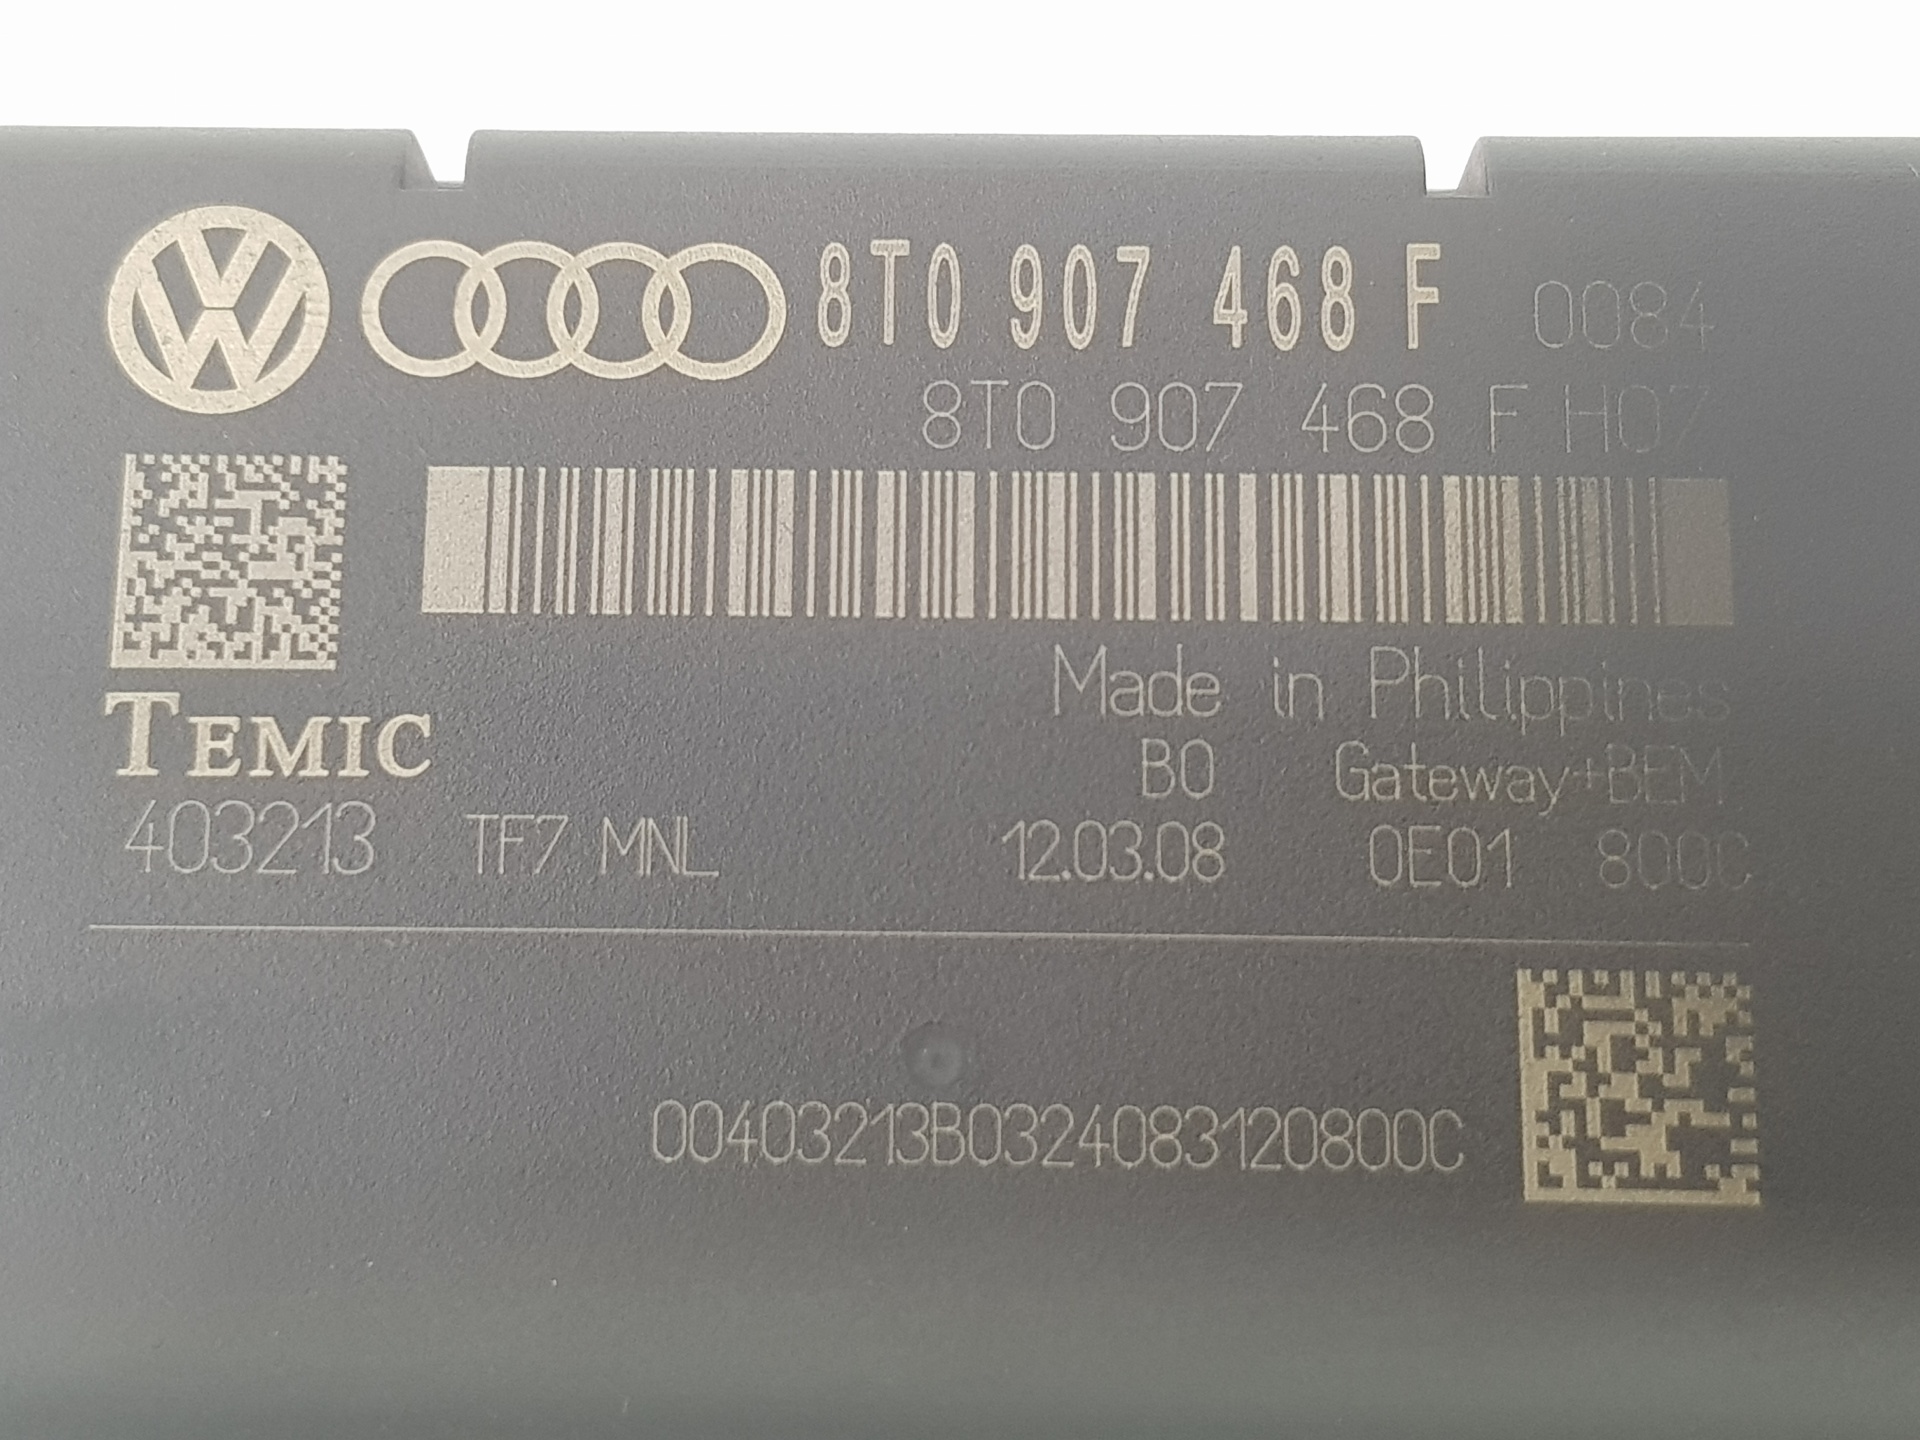 8T0 907 468 F 0084
8T0 907 468 F H07
Made in Philippines
TEMIC
B0 Gateway+BEM
403213 TF7 MNL 12.03.08 0E01 800C
00403213B0324083120800C